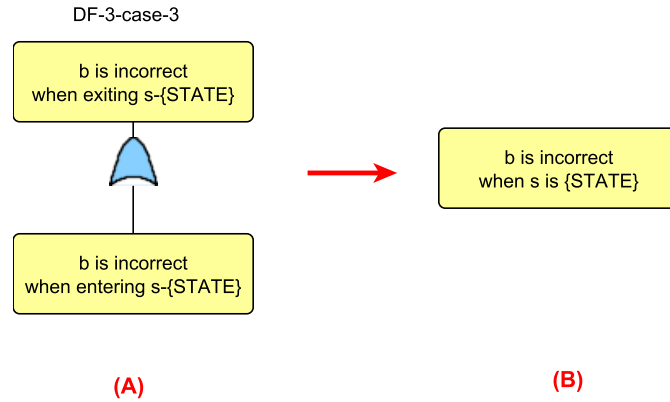 DF-3-case-3
b is incorrect
when exiting s-{STATE}
b is incorrect
when s is {STATE}
b is incorrect
when entering s-{STATE}
(A)
(B)